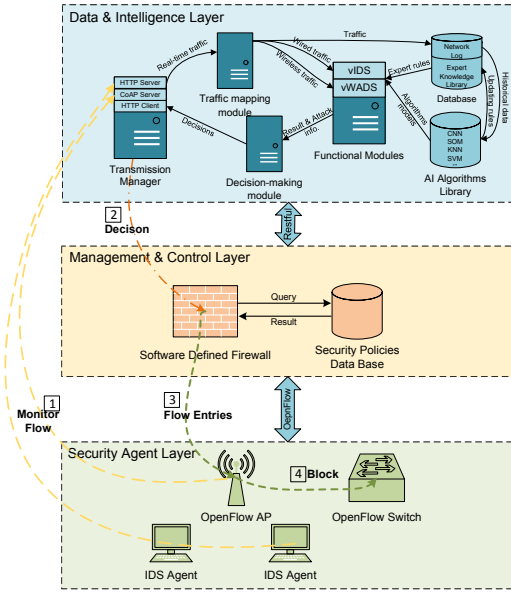 Data & Intelligence Layer
Traffic
Real-time traffic
Wired traffic
Wireless traffic
Network
Log
Expert
Knowledge
Library
Database
HTTP Server
CoAP Server
HTTP Client
Traffic mapping
module
vIDS
vWADS
Expert rules
Historical data
Updating rules
Algorithms
models
Decisions
Result & Attack
info.
CNN
SOM
KNN
SVM
...
Transmission
Manager
Decision-making
module
Functional Modules
AI Algorithms
Library
2
Decison
Restful
Management & Control Layer
Query
Result
Software Defined Firewall
Security Policies
Data Base
1
Monitor
Flow
3
Flow Entries
OepnFlow
Security Agent Layer
4
Block
OpenFlow AP
OpenFlow Switch
IDS Agent
IDS Agent